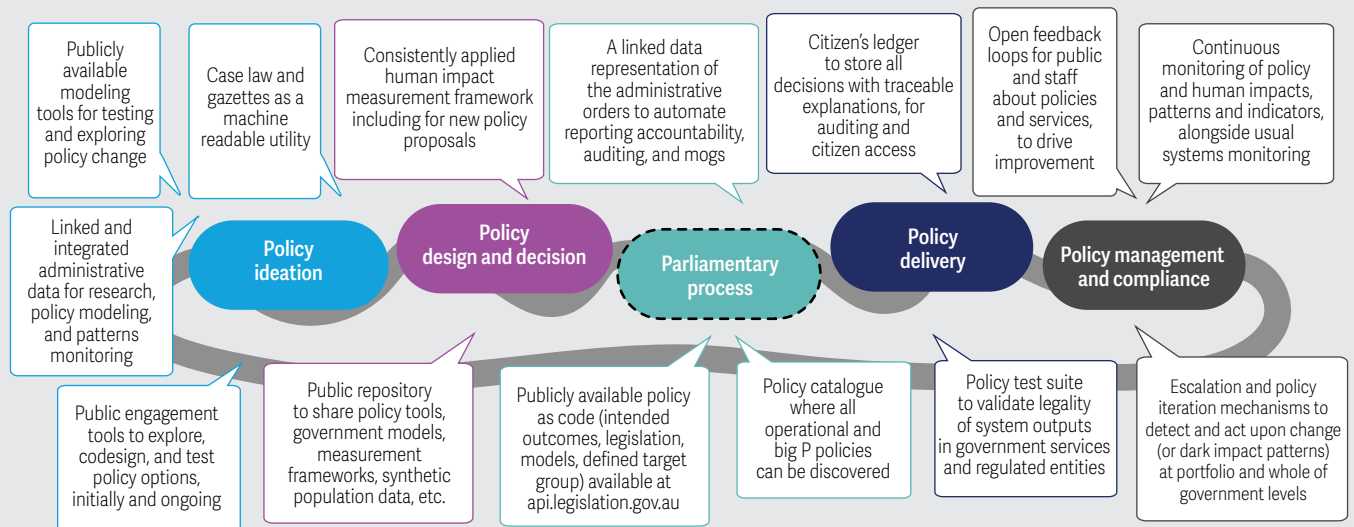 Publicly
available
modeling
tools for testing
and exploring
policy change
Case law and
gazettes as a
machine
readable utility
Consistently applied
human impact
measurement framework
including for new policy
proposals
A linked data
representation of
the administrative
orders to automate
reporting accountability,
auditing, and mogs
Citizen's ledger
to store all
decisions with traceable
explanations, for
auditing and
citizen access
Open feedback
loops for public
and staff
about policies
and services,
to drive
improvement
Continuous
monitoring of policy
and human impacts,
patterns and indicators,
alongside usual
systems monitoring
Linked and
integrated
administrative
data for research,
policy modeling,
and patterns
monitoring
Policy
ideation
Policy
design and decision
Parliamentary
process
Policy
delivery
Policy management
and compliance
Public engagement
tools to explore,
codesign, and test
policy options,
initially and ongoing
Public repository
to share policy tools,
government models,
measurement
frameworks, synthetic
population data, etc.
Publicly available policy
as code (intended
outcomes, legislation,
models, defined target
group) available at
api.legislation.gov.au
Policy catalogue
where all
operational and
big P policies
can be discovered
Policy test suite
to validate legality
of system outputs
in government services
and regulated entities
Escalation and policy
iteration mechanisms to
detect and act upon change
(or dark impact patterns)
at portfolio and whole of
government levels